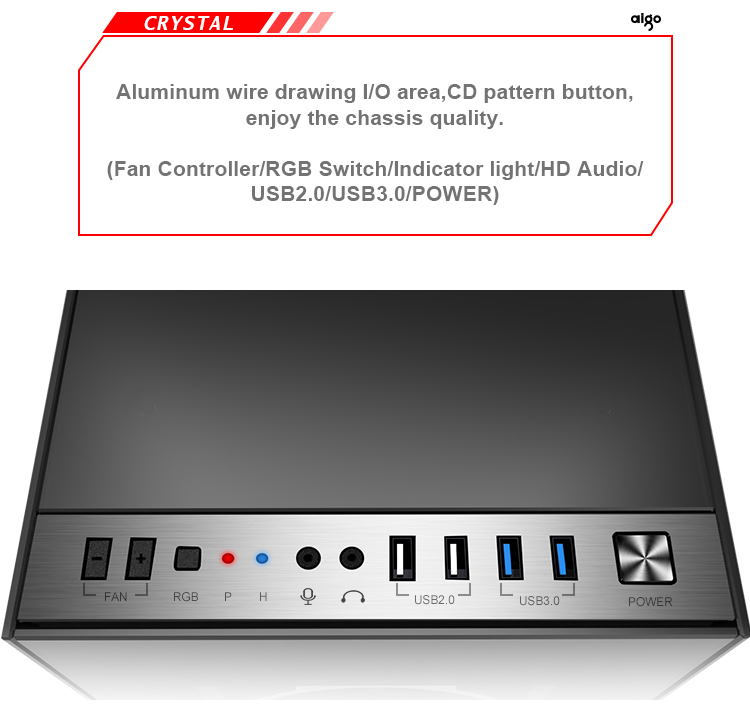 CRYSTAL
aigo
Aluminum wire drawing I/O area,CD pattern button,
enjoy the chassis quality.
(Fan Controller/RGB Switch/Indicator light/HD Audio/
USB2.0/USB3.0/POWER)
- +
FAN RGB P H USB2.0 USB3.0 POWER